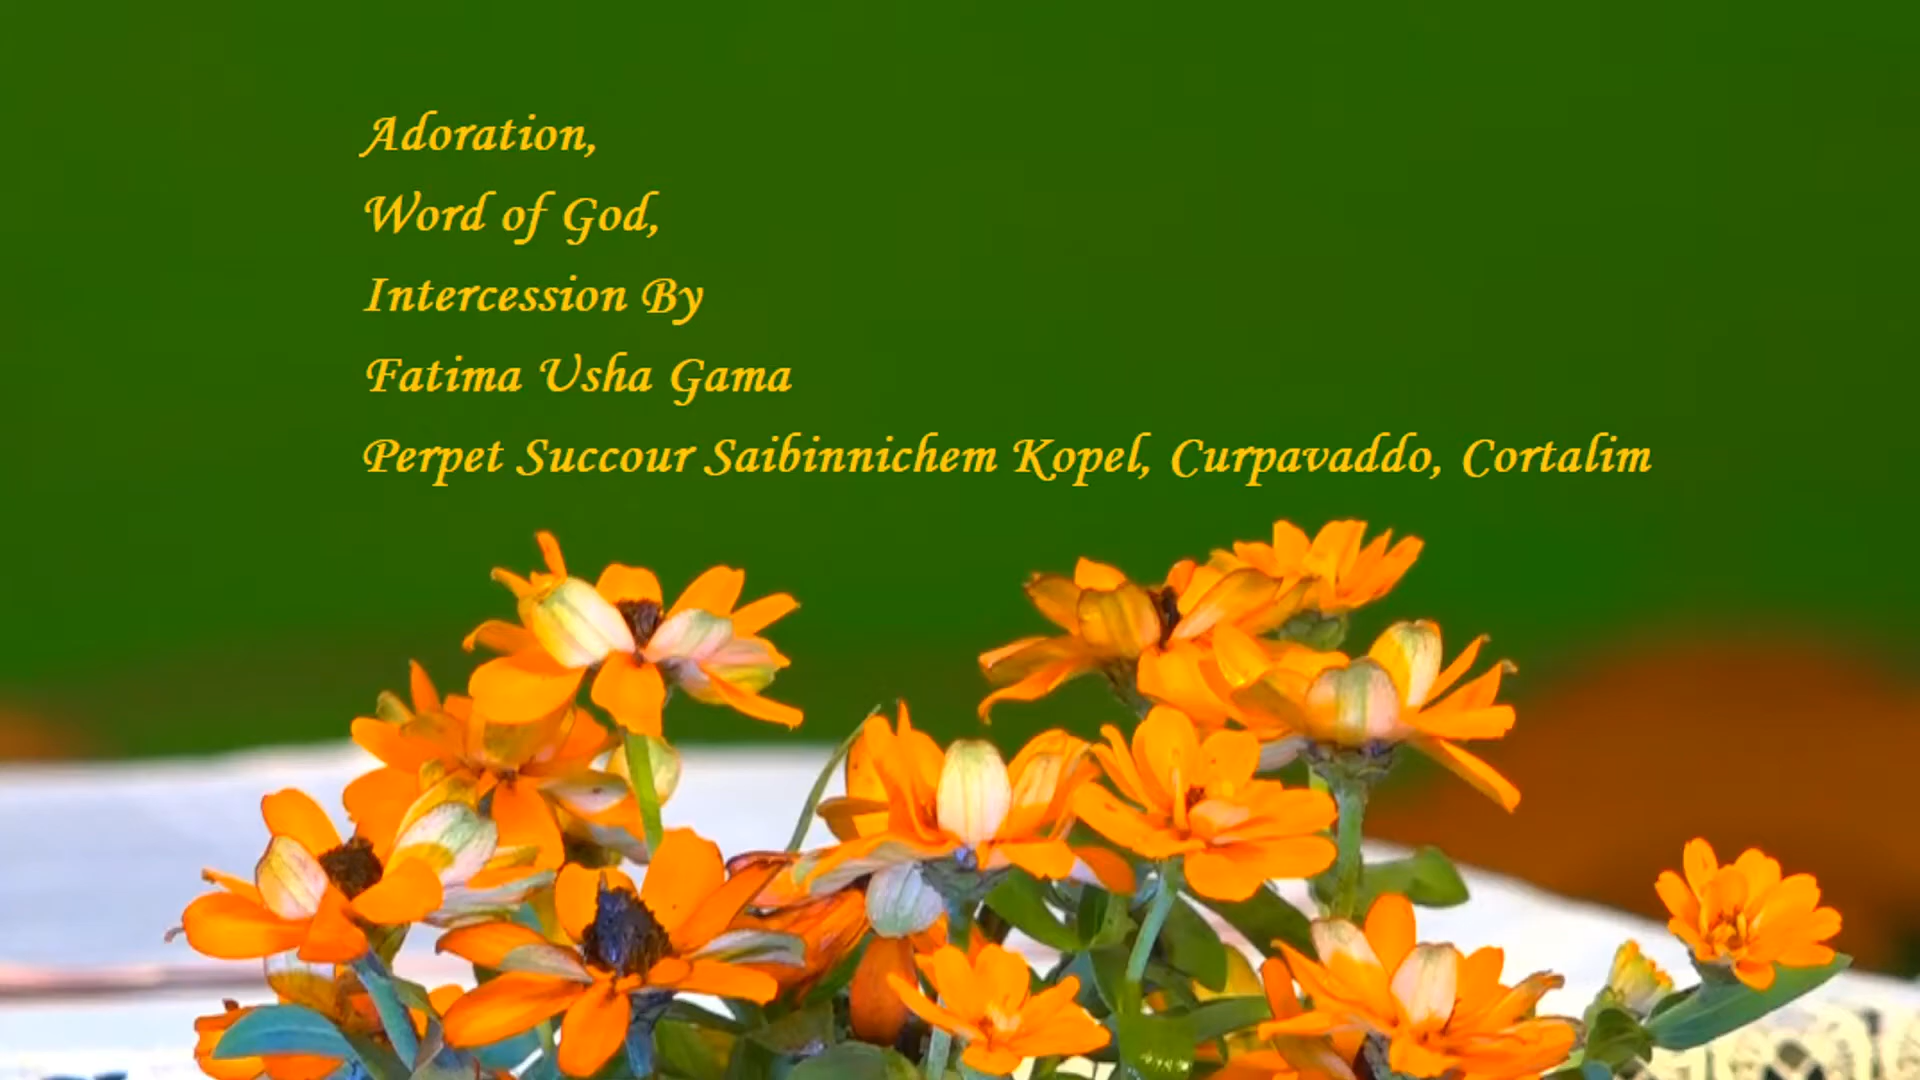 Adoration,
Word of God,
Intercession By
Fatima Usha Gama
Perpet Succour Saibinnichem Kopel, Curpavaddo, Cortalim